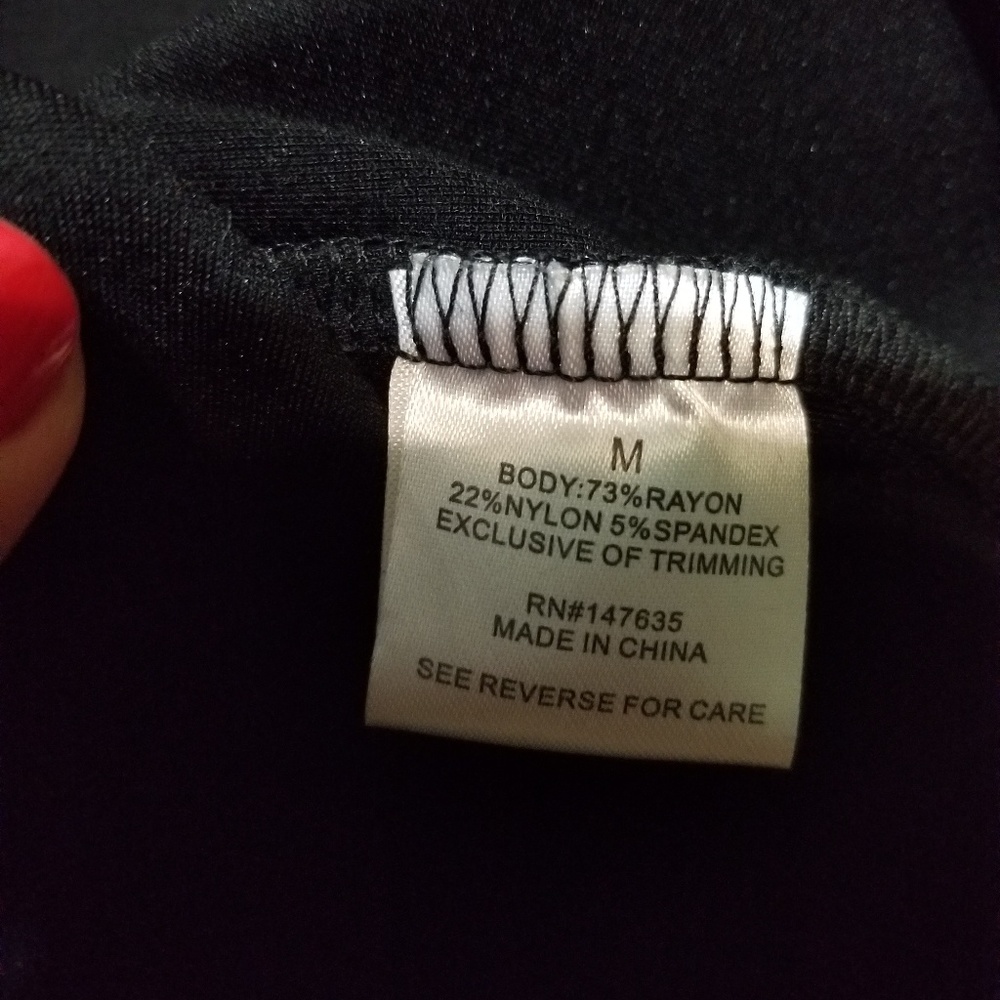 M
BODY:73%RAYON
22%NYLON 5%SPANDEX
EXCLUSIVE OF TRIMMING
RN#147635
MADE IN CHINA
SEE REVERSE FOR CARE